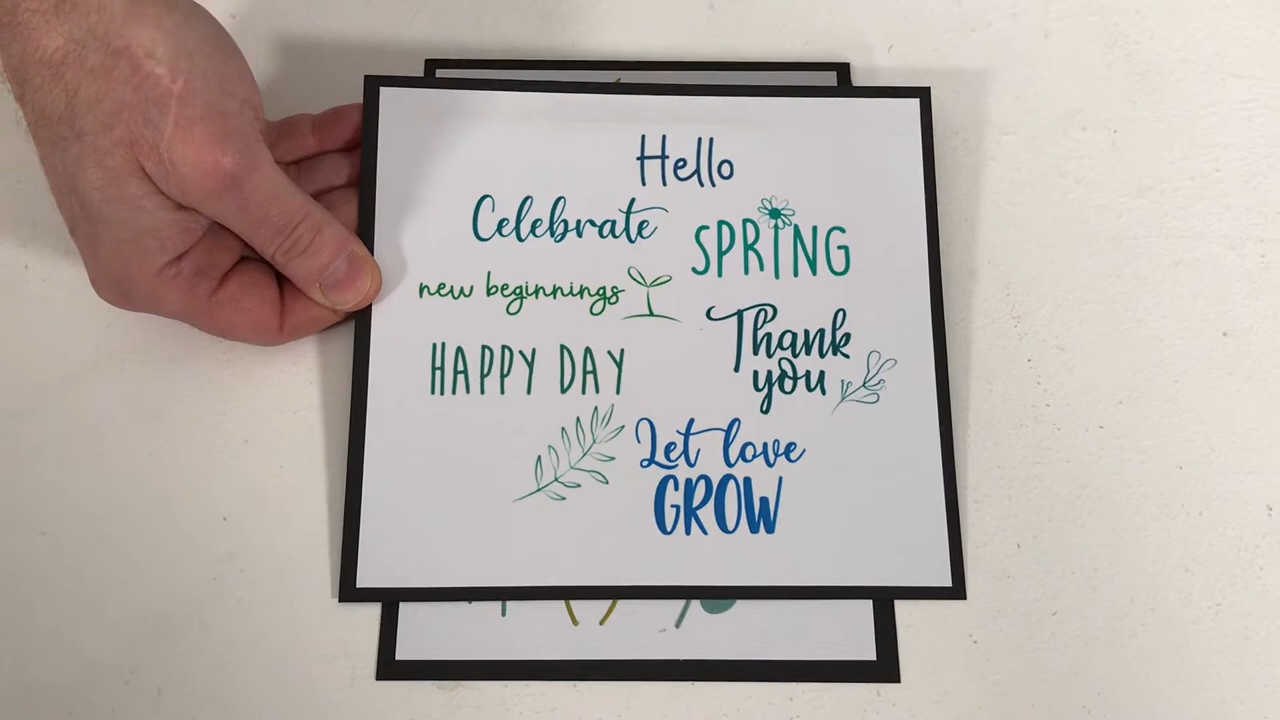 Hello
Celebrate
SPRING
new beginnings
Thank
you
HAPPY DAY
Let love
GROW